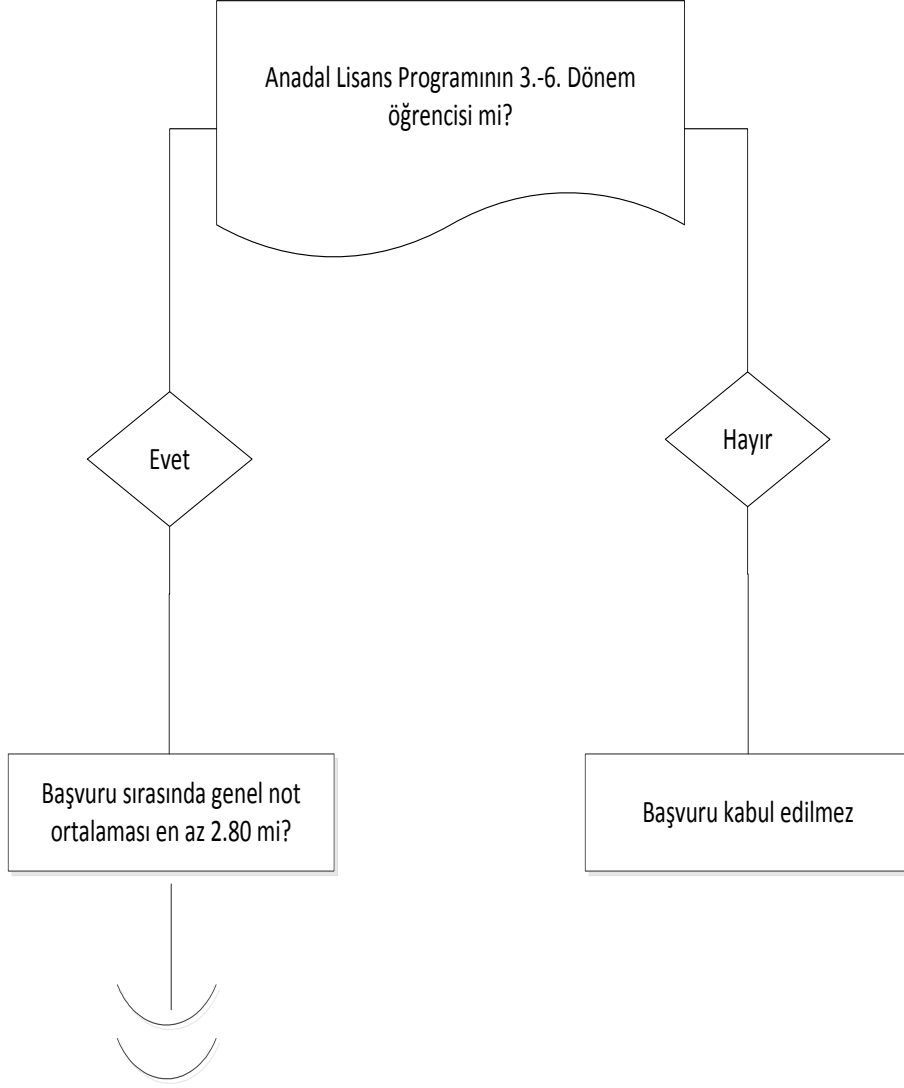 Anadal Lisans Programının 3.-6. Dönem
öğrencisi mi?
Evet
Hayır
Başvuru sırasında genel not
ortalaması en az 2.80 mi?
Başvuru kabul edilmez